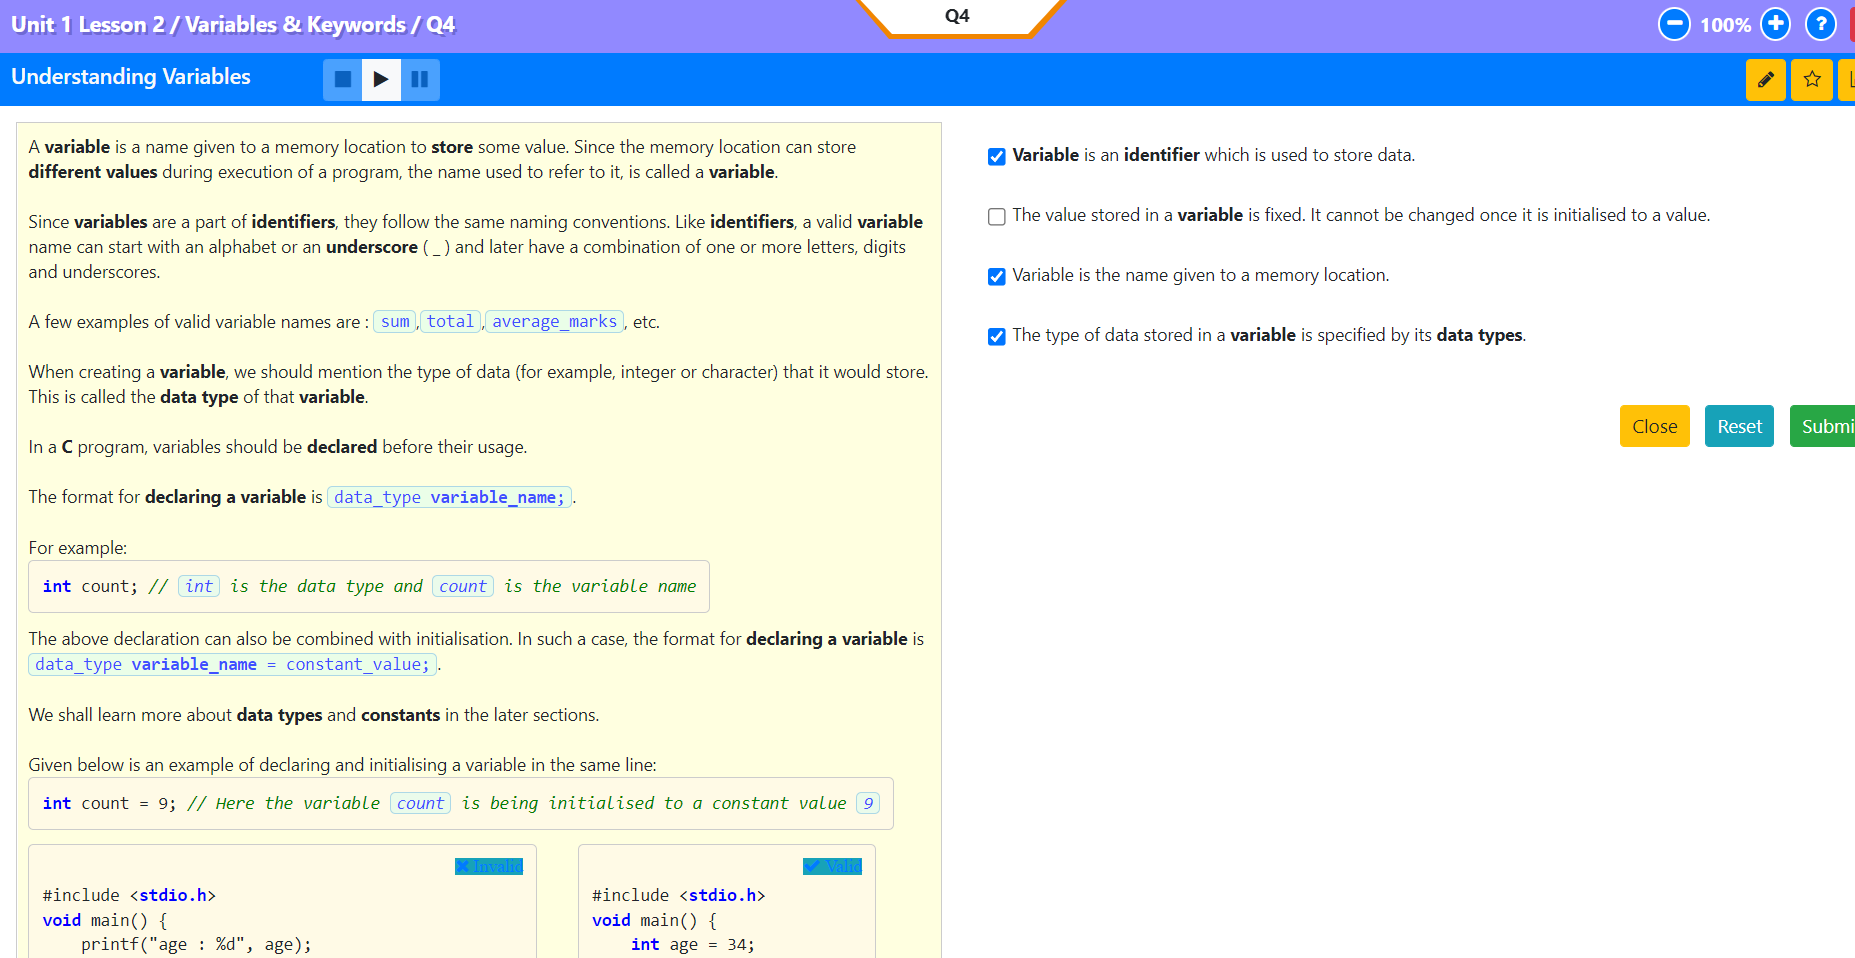 Unit 1 Lesson 2 / Variables & Keywords / Q4
Q4
100%
?
Understanding Variables
A variable is a name given to a memory location to store some value. Since the memory location can store
different values during execution of a program, the name used to refer to it, is called a variable.
Since variables are a part of identifiers, they follow the same naming conventions. Like identifiers, a valid variable
name can start with an alphabet or an underscore ( _ ) and later have a combination of one or more letters, digits
and underscores.
A few examples of valid variable names are : sum, total, average_marks, etc.
When creating a variable, we should mention the type of data (for example, integer or character) that it would store.
This is called the data type of that variable.
In a C program, variables should be declared before their usage.
The format for declaring a variable is data_type variable_name;.
For example:
int count; // int is the data type and count is the variable name
The above declaration can also be combined with initialisation. In such a case, the format for declaring a variable is
data_type variable_name = constant_value;.
We shall learn more about data types and constants in the later sections.
Given below is an example of declaring and initialising a variable in the same line:
int count = 9; // Here the variable count is being initialised to a constant value 9
Invalid
#include <stdio.h>
void main() {
printf("age : %d", age);
Valid
#include <stdio.h>
void main() {
int age = 34;
Variable is an identifier which is used to store data.
The value stored in a variable is fixed. It cannot be changed once it is initialised to a value.
Variable is the name given to a memory location.
The type of data stored in a variable is specified by its data types.
Close
Reset
Submi